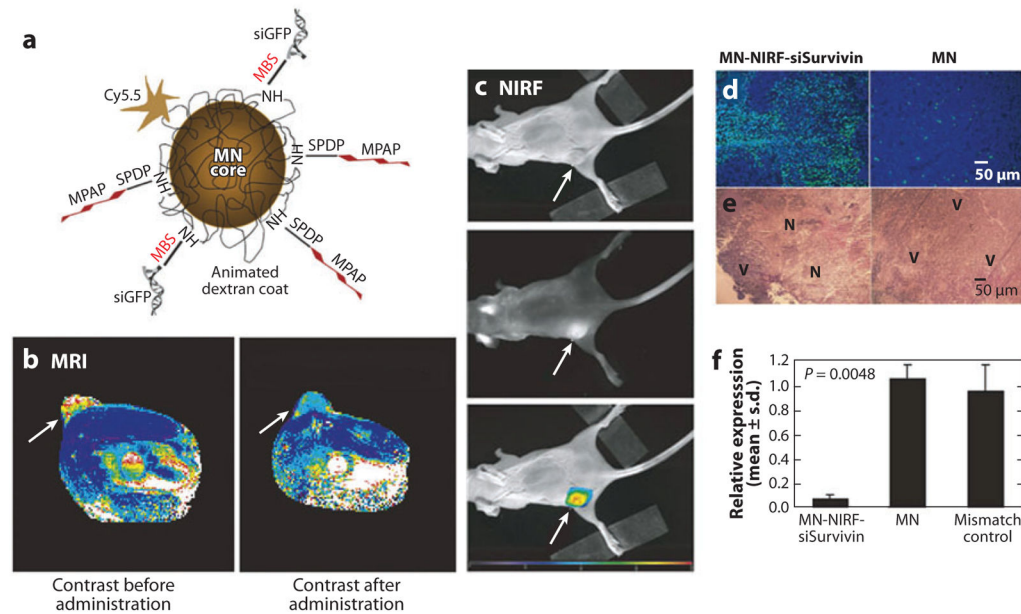 a
siGFP
MBS
Cy5.5
NH
MN
core
NH
SPDP
MPAP
MPAP
SPDP
NH
NH
SPDP
MPAP
MBS
NH
siGFP
Animated
dextran coat
b MRI
Contrast before
administration
Contrast after
administration
c NIRF
MN-NIRF-siSurvivin
MN
d
50 µm
e
N
V
N
V
V
V
50 µm
f
P = 0.0048
Relative expresssion
(mean ± s.d.)
1.2
1.0
0.8
0.6
0.4
0.2
0.0
MN-NIRF-
siSurvivin
MN
Mismatch
control